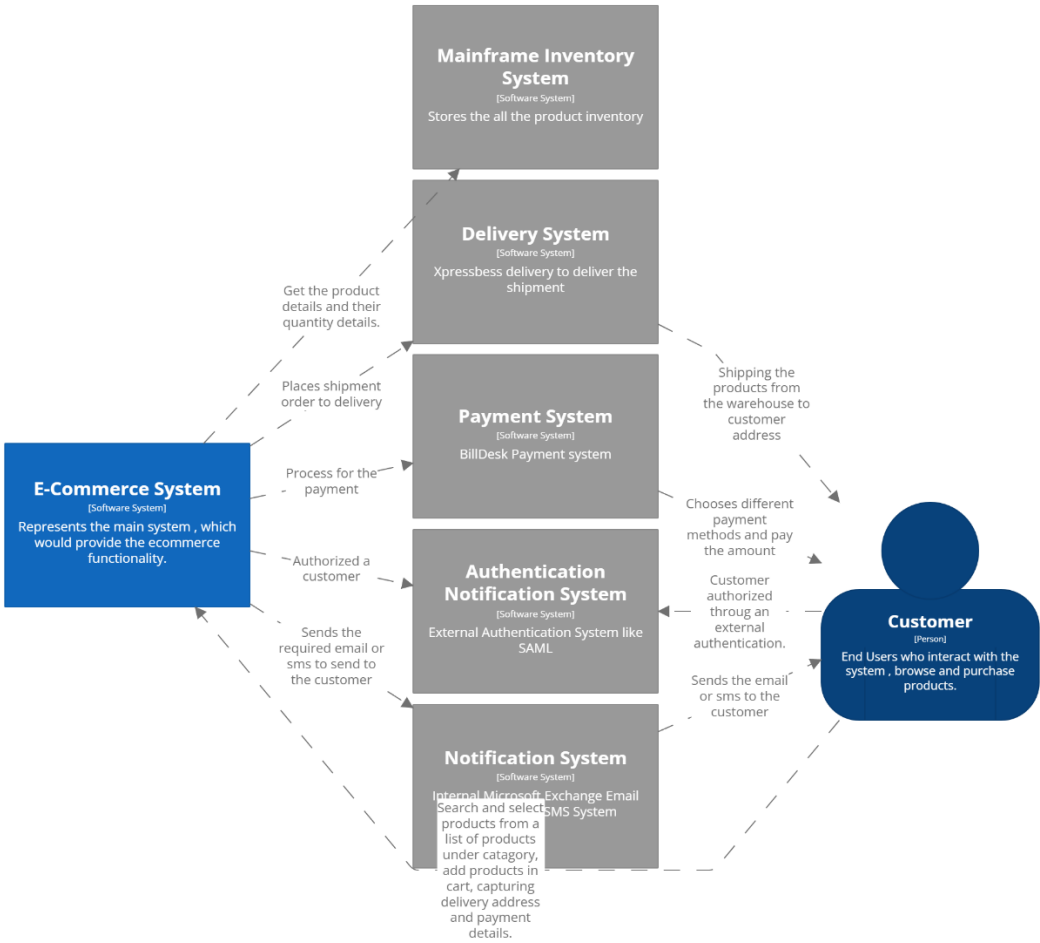 Mainframe Inventory
System
[Software System]
Stores the all the product inventory
Delivery System
[Software System]
Xpressbess delivery to deliver the
shipment
Get the product
details and their
quantity details.
Places shipment
order to delivery
Shipping the
products from
the warehouse to
customer
address
Payment System
[Software System]
BillDesk Payment system
E-Commerce System
[Software System]
Represents the main system , which
would provide the ecommerce
functionality.
Process for the
payment
Chooses different
payment
methods and pay
the amount
Authorized a
customer
Authentication
Notification System
[Software System]
External Authentication System like
SAML
Customer
authorized
throug an
external
authentication.
Customer
[Person]
End Users who interact with the
system , browse and purchase
products.
Sends the
required email or
sms to send to
the customer
Sends the email
or sms to the
customer
Notification System
[Software System]
Internal Microsoft Exchange Email
SMS System
Search and select
products from a
list of products
under catagory,
add products in
cart, capturing
delivery address
and payment
details.